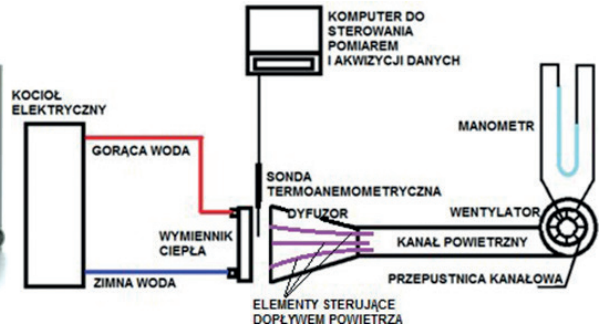 KOMPUTER DO
STEROWANIA
POMIAREM
I AKWIZYCJI DANYCH
KOCIOŁ
ELEKTRYCZNY
MANOMETR
GORĄCA WODA
SONDA
TERMOANEMOMETRYCZNA
DYFUZOR
WENTYLATOR
WYMIENNIK
CIEPŁA
KANAŁ POWIETRZNY
ZIMNA WODA
PRZEPUSTNICA KANAŁOWA
ELEMENTY STERUJĄCE
DOPŁYWEM POWIETRZA